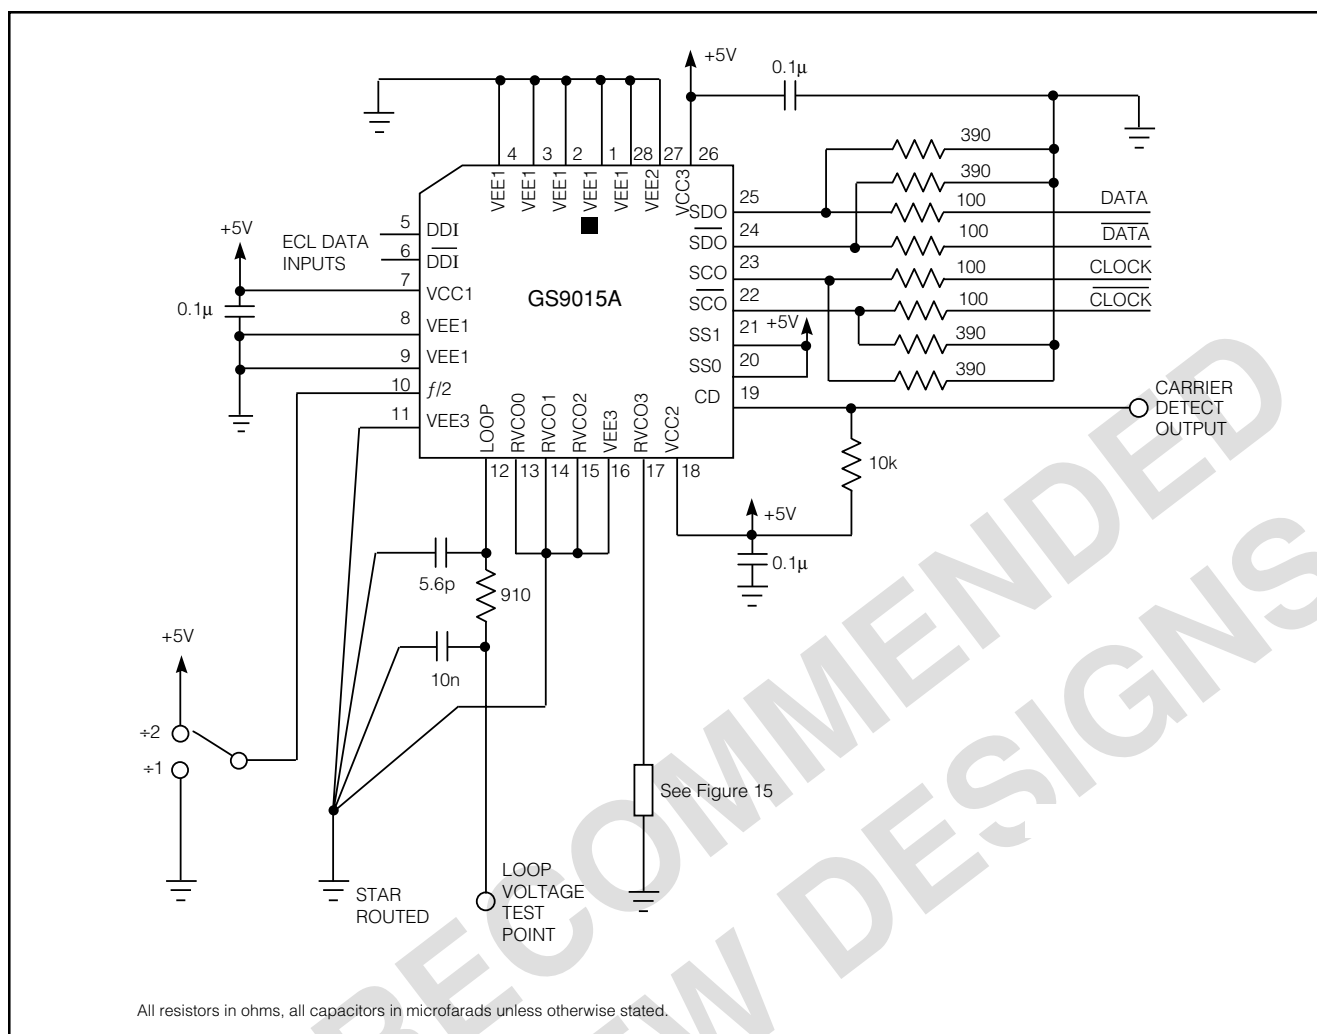 +5V
0.1µ
390
390
100
100
100
100
390
390
DATA
DATA
CLOCK
CLOCK
4 3 2 1 28 27 26
VEE1 VEE1 VEE1 VEE1 VEE1 VEE2 VCC3
+5V
0.1µ
ECL DATA
INPUTS
5 DDI
6 DDI
7 VCC1
8 VEE1
9 VEE1
10 ƒ/2
11 VEE3
GS9015A
SDO 25
SDO 24
SCO 23
SCO 22
+5V
SS1 21
SS0 20
CD 19
CARRIER
DETECT
OUTPUT
LOOP RVCO0 RVCO1 RVCO2 VEE3 RVCO3 VCC2
12 13 14 15 16 17 18
10k
+5V
0.1µ
5.6p
910
10n
+5V
÷2
÷1
See Figure 15
STAR
ROUTED
LOOP
VOLTAGE
TEST
POINT
RECOMMENDED
EW DESIGNS
All resistors in ohms, all capacitors in microfarads unless otherwise stated.